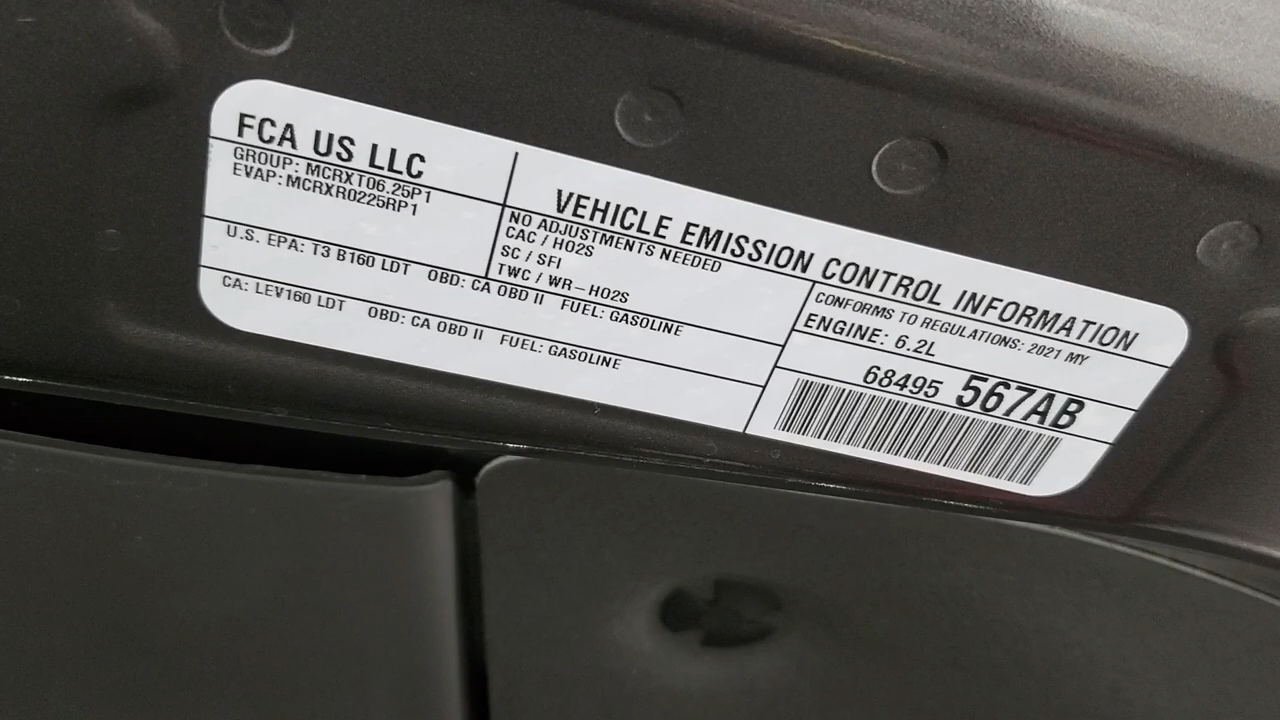 FCA US LLC
GROUP: MCRXT06.25P1
EVAP: MCRXR0225RP1
VEHICLE EMISSION CONTROL INFORMATION
NO ADJUSTMENTS NEEDED
CAC / HO2S
SC / SFI
TWC / WR-HO2S
U.S. EPA: T3 B160 LDT OBD: CA OBD II FUEL: GASOLINE
CA: LEV160 LDT OBD: CA OBD II FUEL: GASOLINE
CONFORMS TO REGULATIONS: 2021 MY
ENGINE: 6.2L
68495 567AB